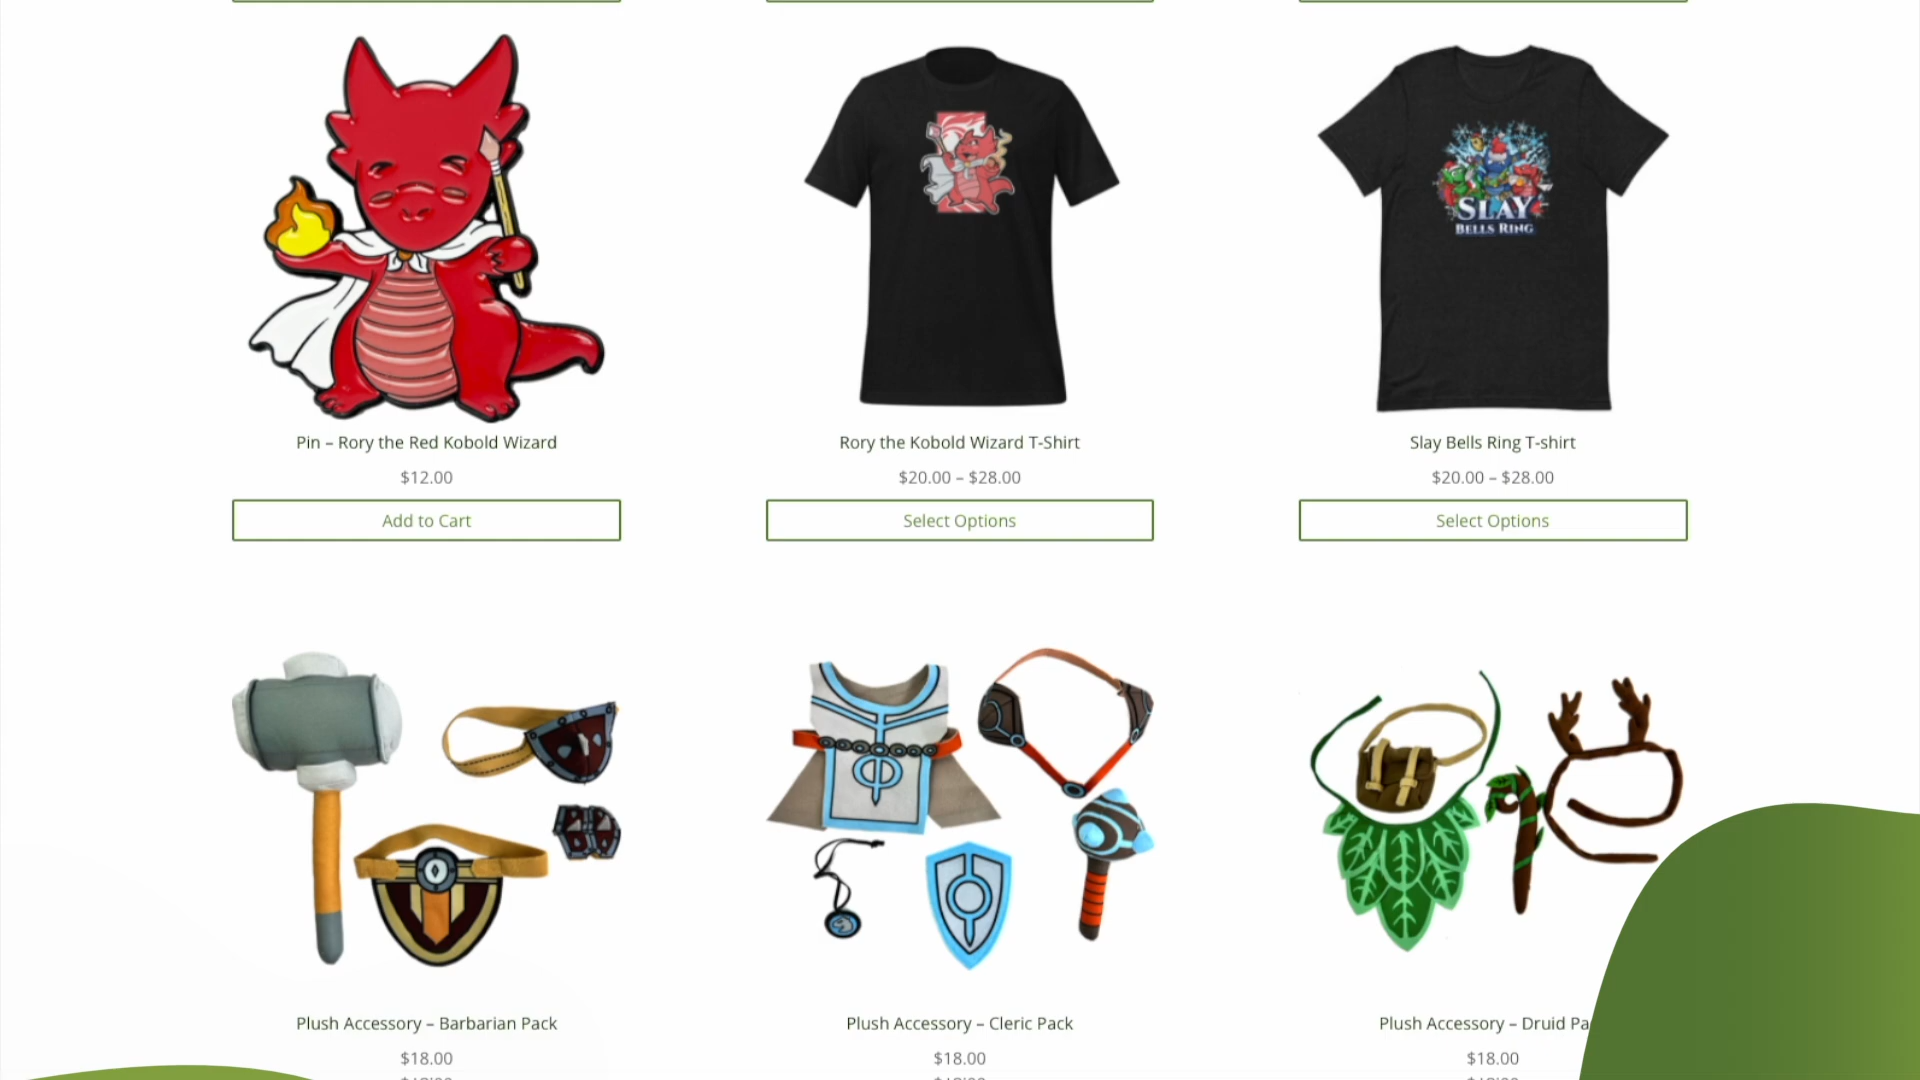 SLAY
BELLS RING
Pin – Rory the Red Kobold Wizard
Rory the Kobold Wizard T-Shirt
Slay Bells Ring T-shirt
$12.00
$20.00 – $28.00
$20.00 – $28.00
Add to Cart
Select Options
Select Options
Plush Accessory – Barbarian Pack
Plush Accessory – Cleric Pack
Plush Accessory – Druid Pa
$18.00
$18.00
$18.00